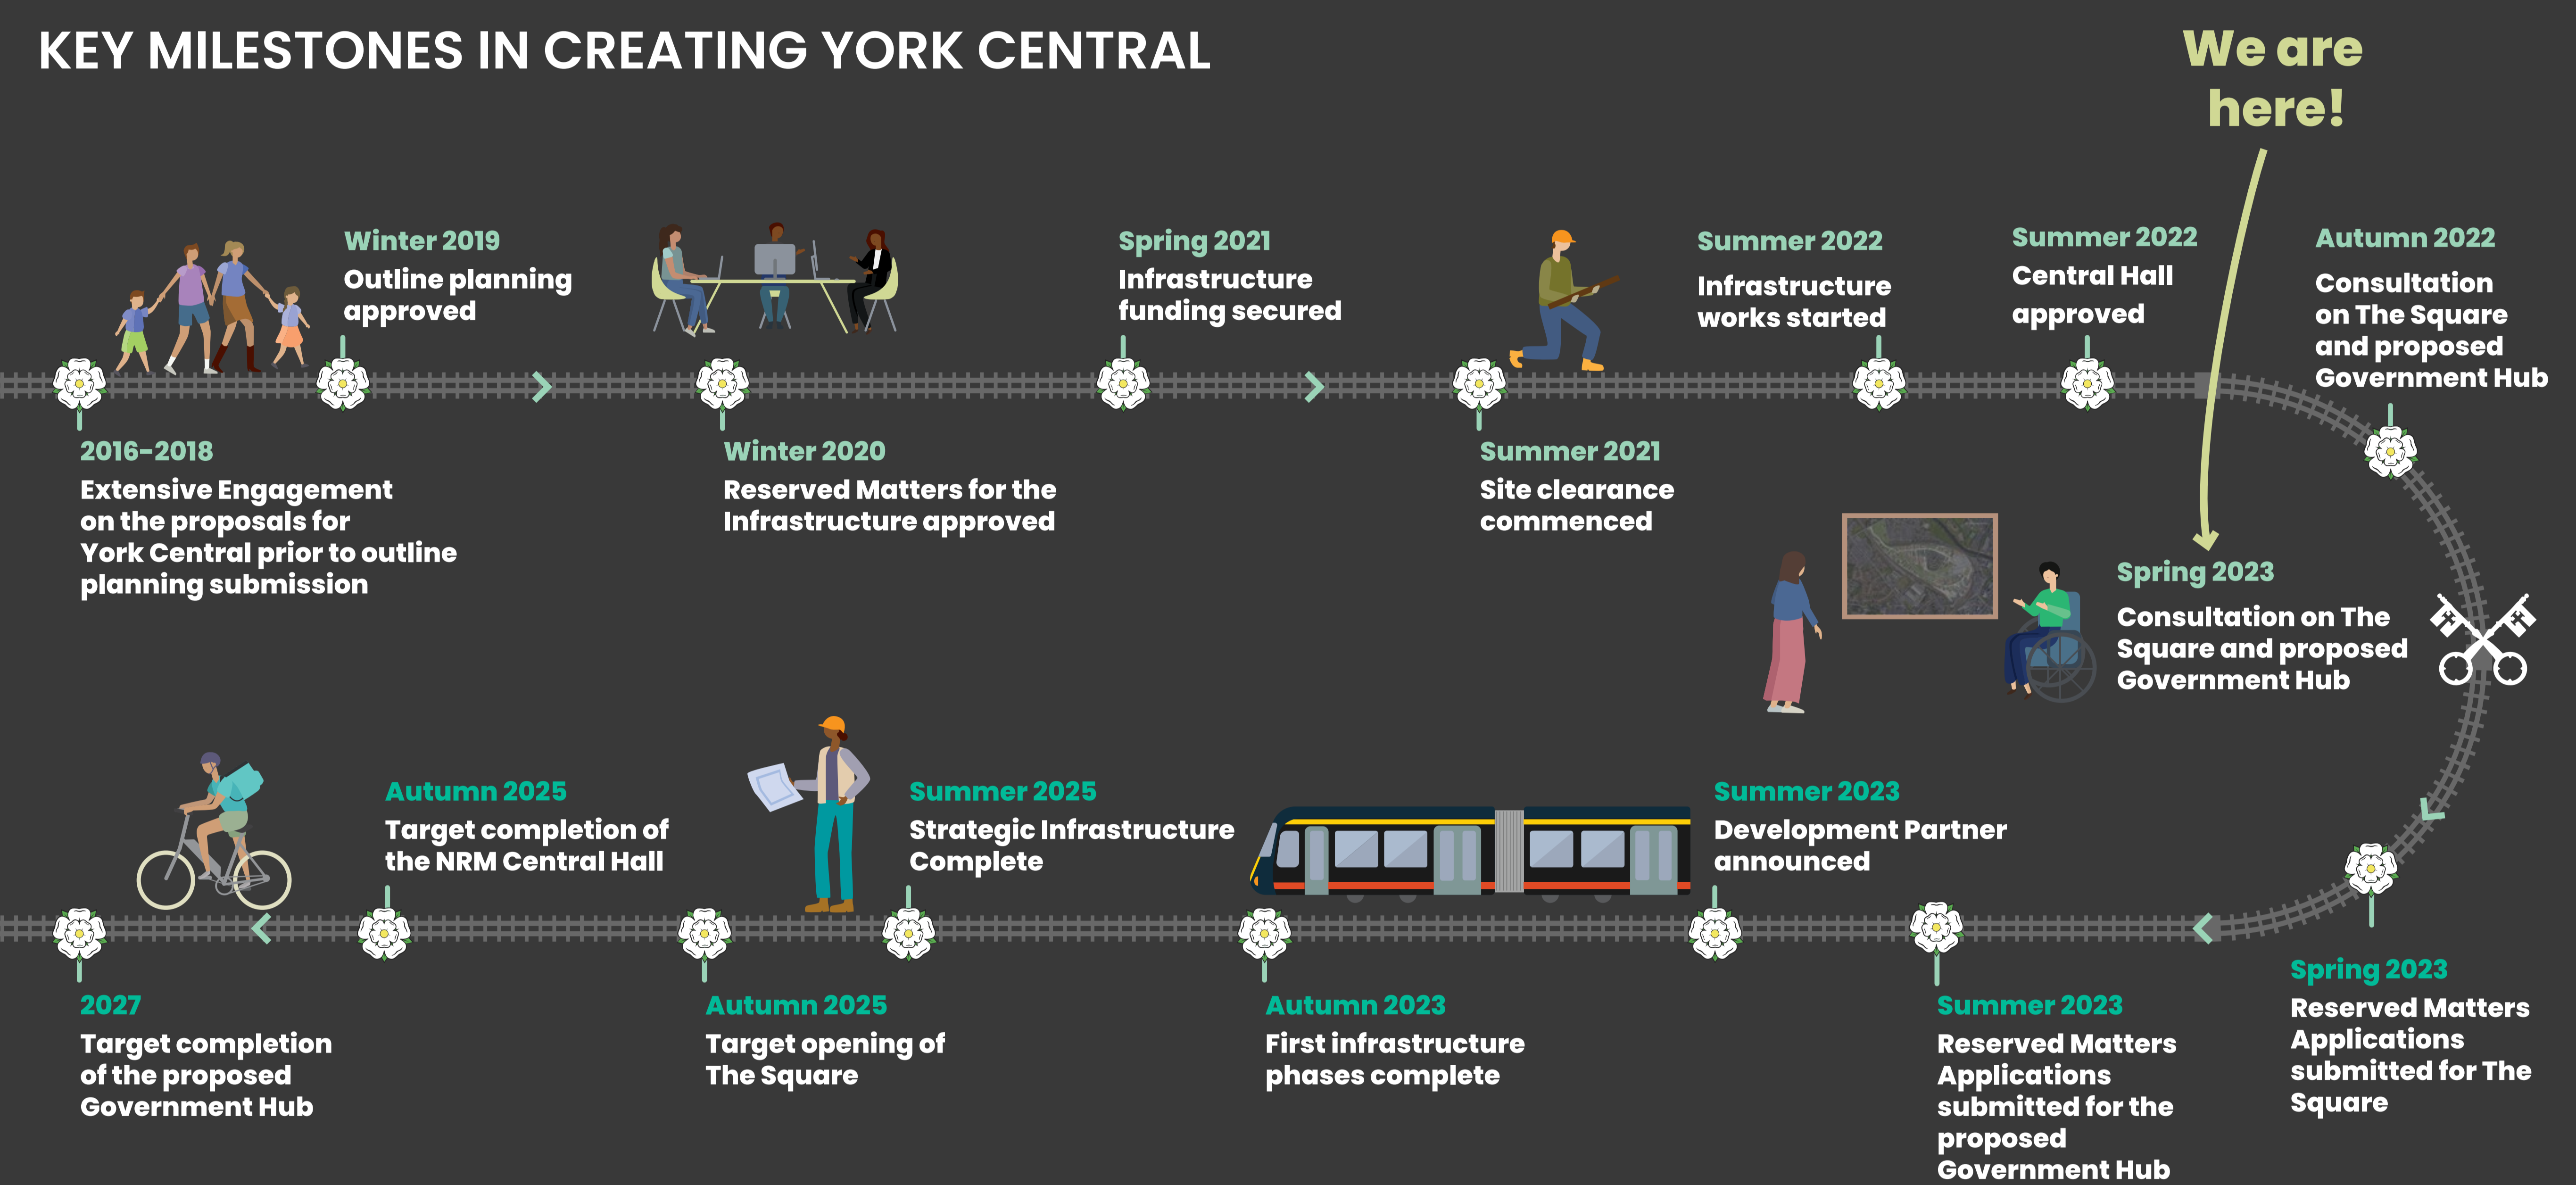 KEY MILESTONES IN CREATING YORK CENTRAL
We are
here!
2016-2018
Extensive Engagement
on the proposals for
York Central prior to outline
planning submission
Winter 2019
Outline planning
approved
Winter 2020
Reserved Matters for the
Infrastructure approved
Spring 2021
Infrastructure
funding secured
Summer 2021
Site clearance
commenced
Summer 2022
Infrastructure
works started
Summer 2022
Central Hall
approved
Autumn 2022
Consultation
on The Square
and proposed
Government Hub
Spring 2023
Consultation on The
Square and proposed
Government Hub
Spring 2023
Reserved Matters
Applications
submitted for The
Square
Summer 2023
Reserved Matters
Applications
submitted for the
proposed
Government Hub
Summer 2023
Development Partner
announced
Autumn 2023
First infrastructure
phases complete
Summer 2025
Strategic Infrastructure
Complete
Autumn 2025
Target opening of
The Square
Autumn 2025
Target completion of
the NRM Central Hall
2027
Target completion
of the proposed
Government Hub